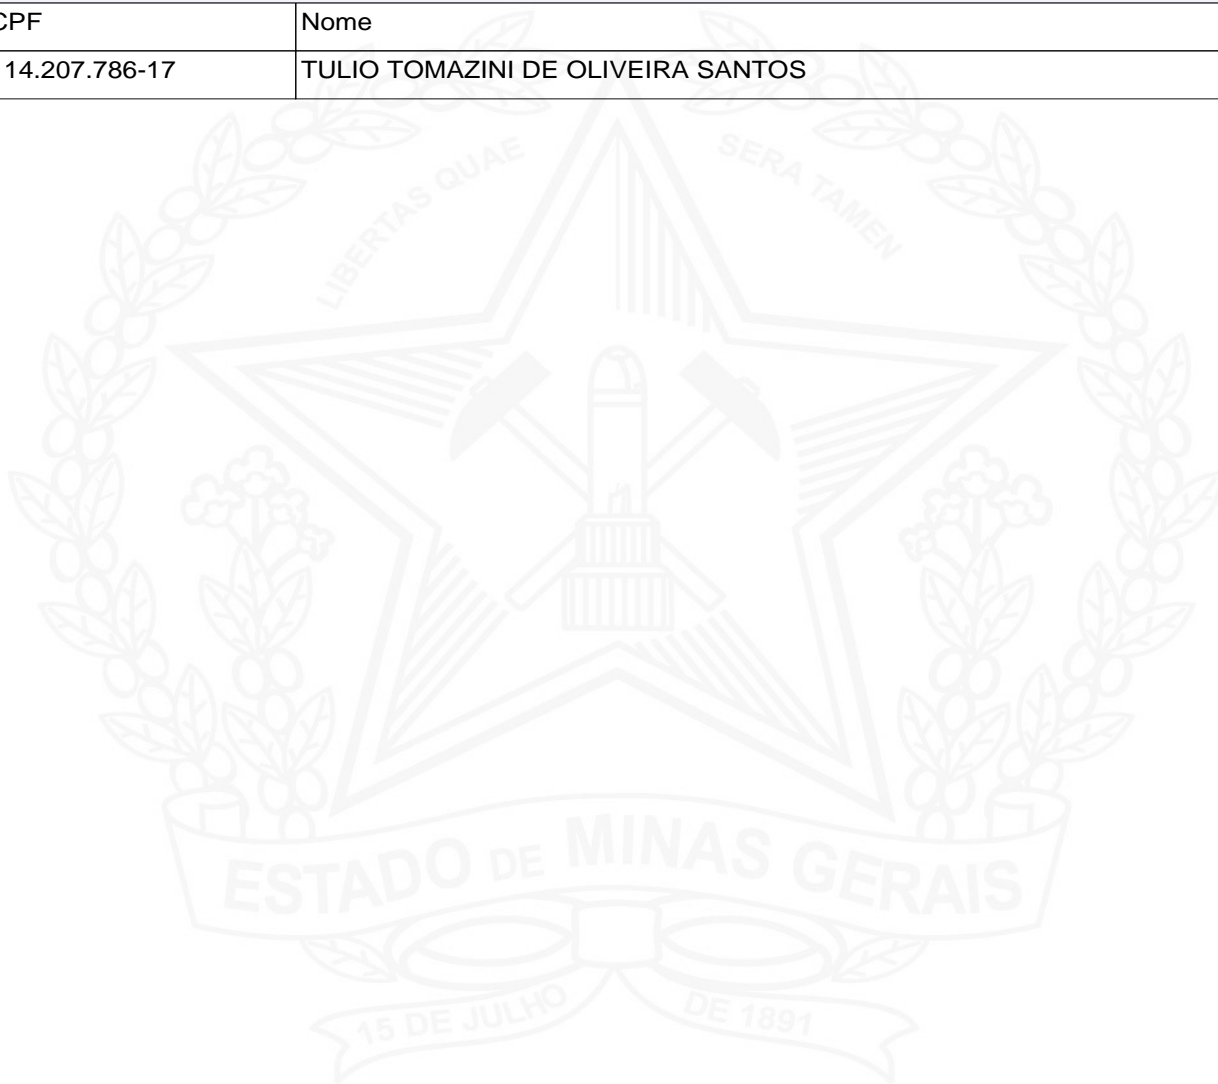 CPF Nome
14.207.786-17 TULIO TOMAZINI DE OLIVEIRA SANTOS
LIBERTAS QUAE SERA TAMEN
ESTADO DE MINAS GERAIS
15 DE JULHO DE 1891